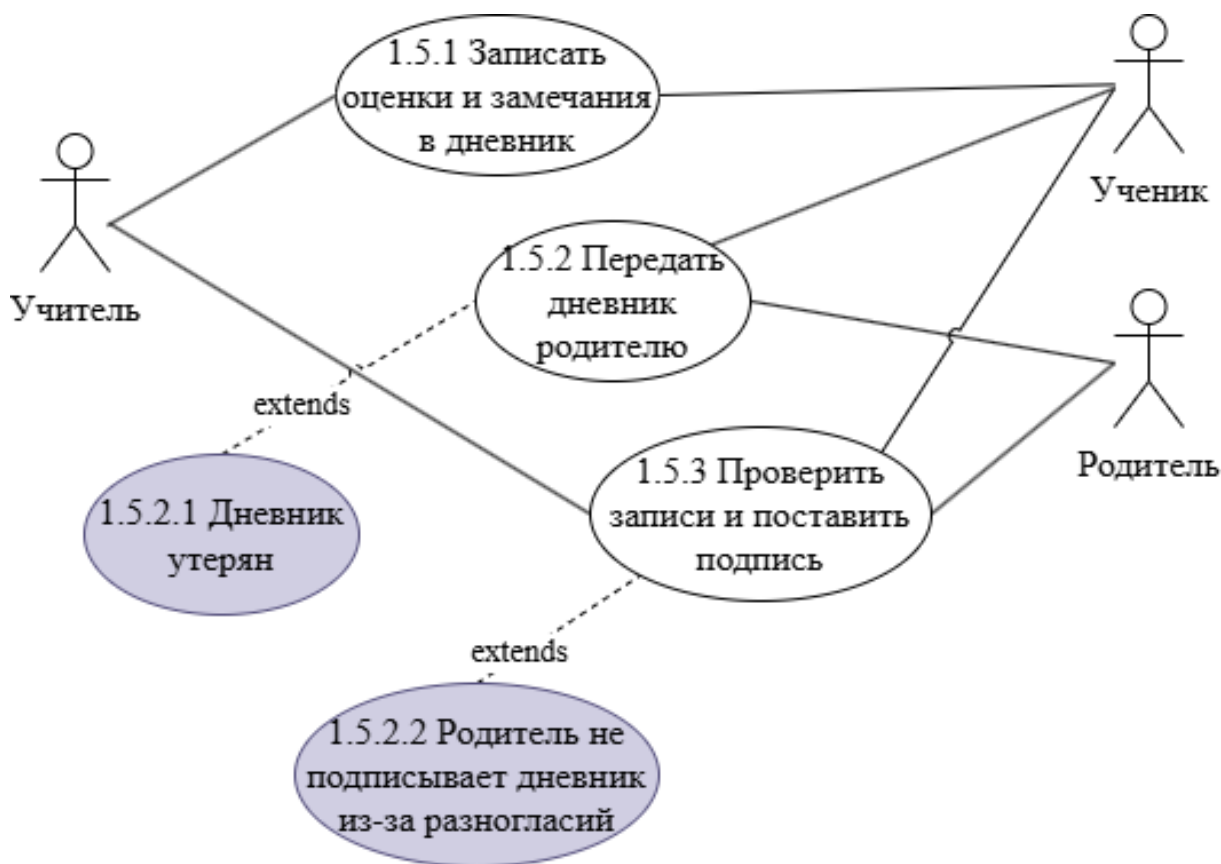 1.5.1 Записать
оценки и замечания
в дневник
Ученик
Учитель
1.5.2 Передать
дневник
родителю
extends
Родитель
1.5.2.1 Дневник
утерян
1.5.3 Проверить
записи и поставить
подпись
extends
1.5.2.2 Родитель не
подписывает дневник
из-за разногласий